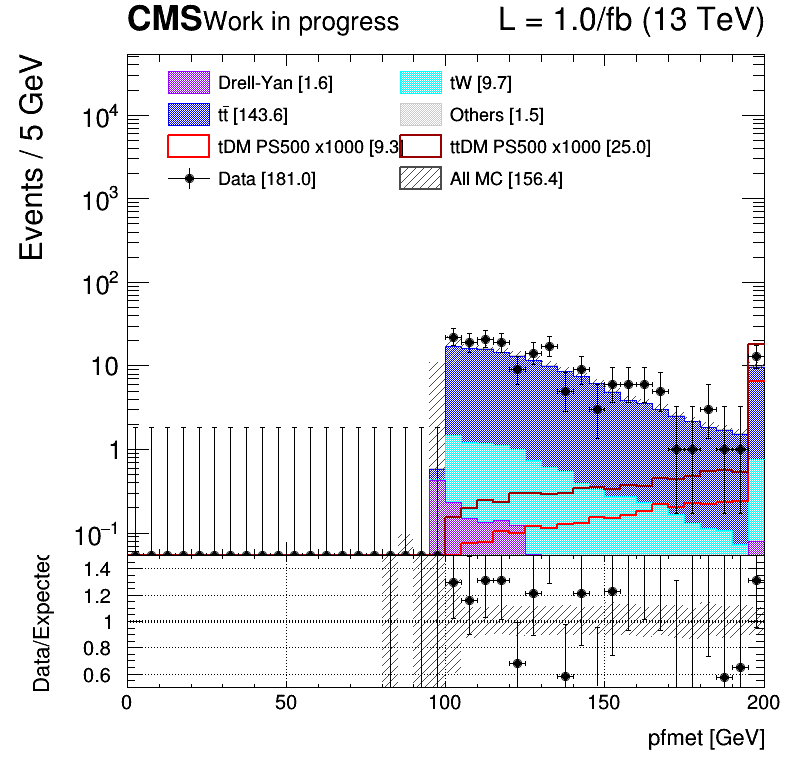 CMS Work in progress L = 1.0/fb (13 TeV)
Events / 5 GeV
Drell-Yan [1.6] tW [9.7]
tt̄ [143.6] Others [1.5]
tDM PS500 x1000 [9.3 ttDM PS500 x1000 [25.0]
Data [181.0] All MC [156.4]
10⁴
10³
10²
10
1
10⁻¹
Data/Expected
1.4
1.2
1
0.8
0.6
0 50 100 150 200
pfmet [GeV]